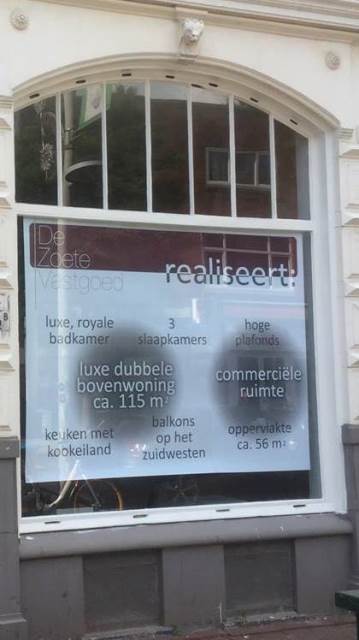 De
Zoete
Vastgoed
realiseert:
luxe, royale
badkamer
3
slaapkamers
hoge
plafonds
luxe dubbele
bovenwoning
ca. 115 m²
commerciële
ruimte
keuken met
kookeiland
balkons
op het
zuidwesten
oppervlakte
ca. 56 m²